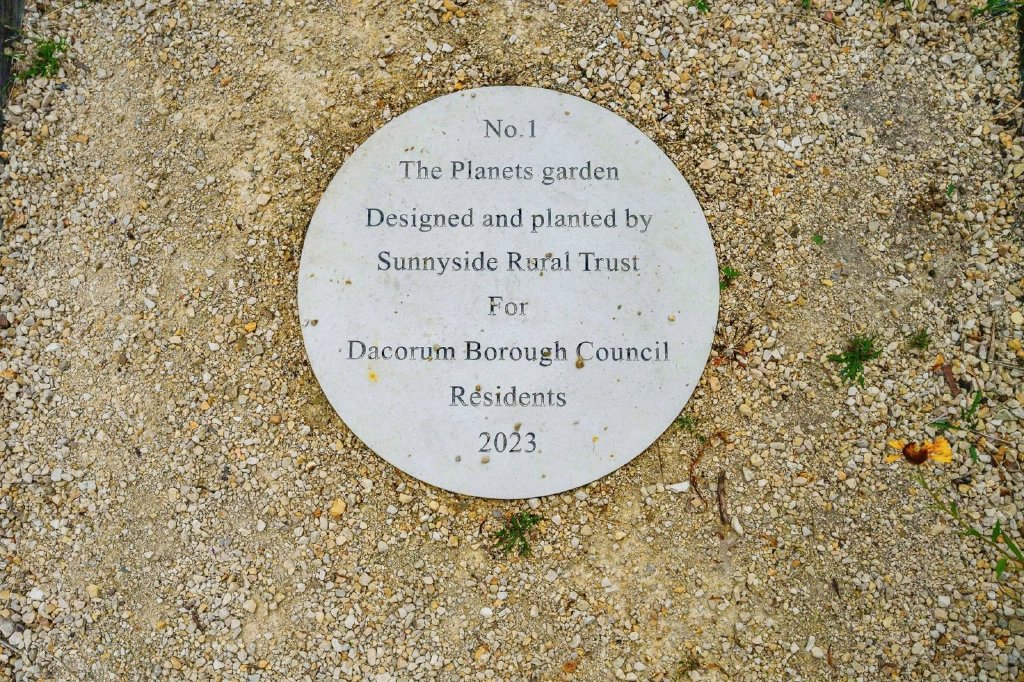 No.1
The Planets garden
Designed and planted by
Sunnyside Rural Trust
For
Dacorum Borough Council
Residents
2023